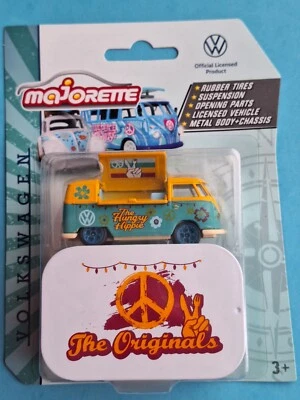 majorette
Official Licensed
Product
RUBBER TIRES
SUSPENSION
OPENING PARTS
LICENSED VEHICLE
METAL BODY+CHASSIS
VOLKSWAGEN
The
Hungry
Hippie
The Originals
3+